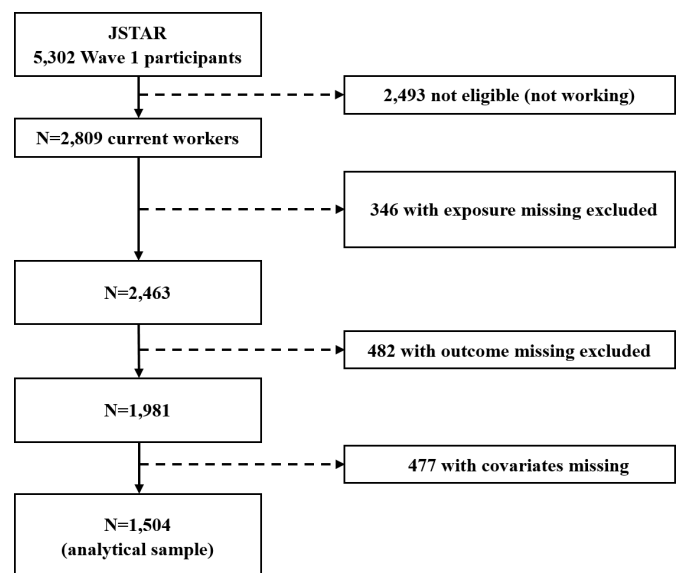 JSTAR
5,302 Wave 1 participants
2,493 not eligible (not working)
N=2,809 current workers
346 with exposure missing excluded
N=2,463
482 with outcome missing excluded
N=1,981
477 with covariates missing
N=1,504
(analytical sample)